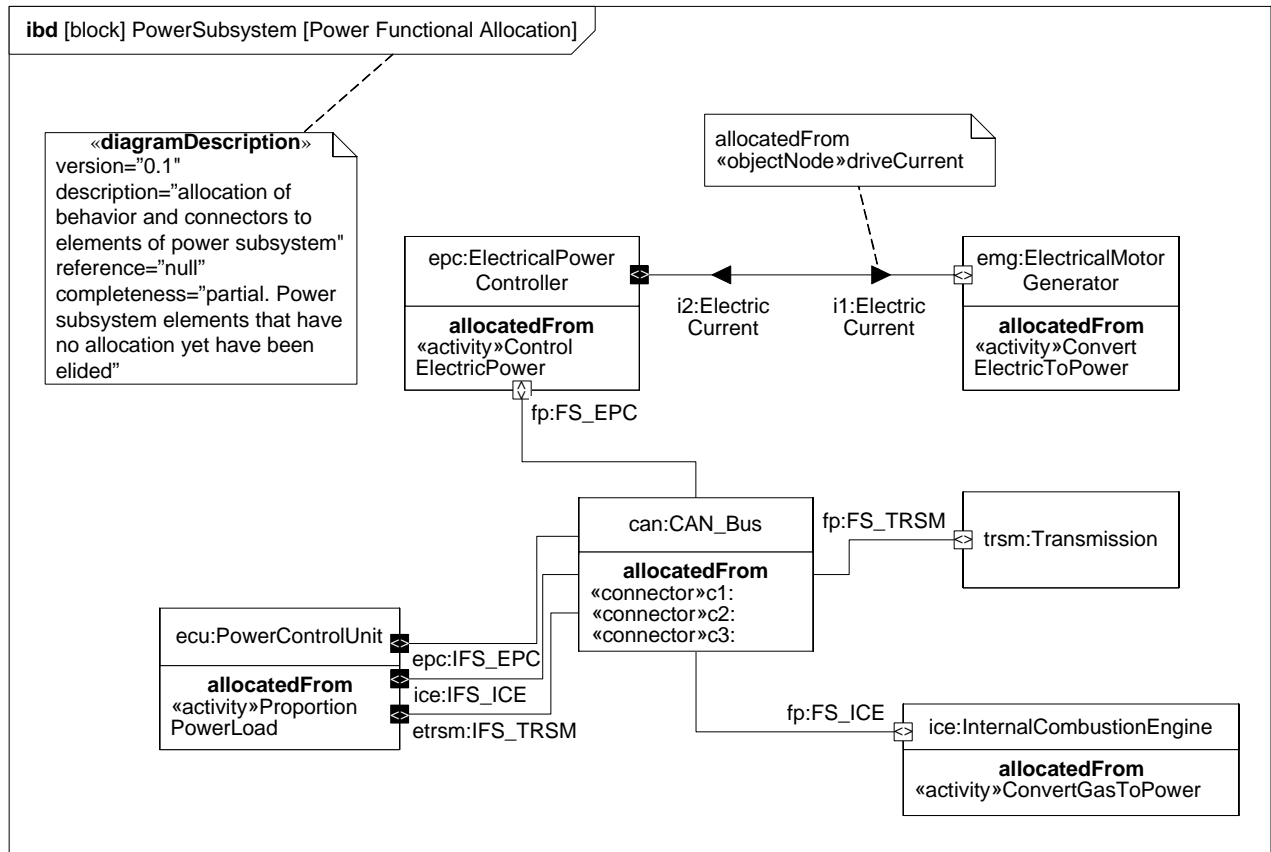 ibd [block] PowerSubsystem [Power Functional Allocation]
«diagramDescription»
version=”0.1"
description=”allocation of
behavior and connectors to
elements of power subsystem"
reference=”null”
completeness=”partial. Power
subsystem elements that have
no allocation yet have been
elided”
allocatedFrom
«objectNode»driveCurrent
epc:ElectricalPower
Controller
allocatedFrom
«activity»Control
ElectricPower
i2:Electric
Current
i1:Electric
Current
emg:ElectricalMotor
Generator
allocatedFrom
«activity»Convert
ElectricToPower
fp:FS_EPC
can:CAN_Bus
allocatedFrom
«connector»c1:
«connector»c2:
«connector»c3:
fp:FS_TRSM
trsm:Transmission
ecu:PowerControlUnit
allocatedFrom
«activity»Proportion
PowerLoad
epc:IFS_EPC
ice:IFS_ICE
etrsm:IFS_TRSM
fp:FS_ICE
ice:InternalCombustionEngine
allocatedFrom
«activity»ConvertGasToPower